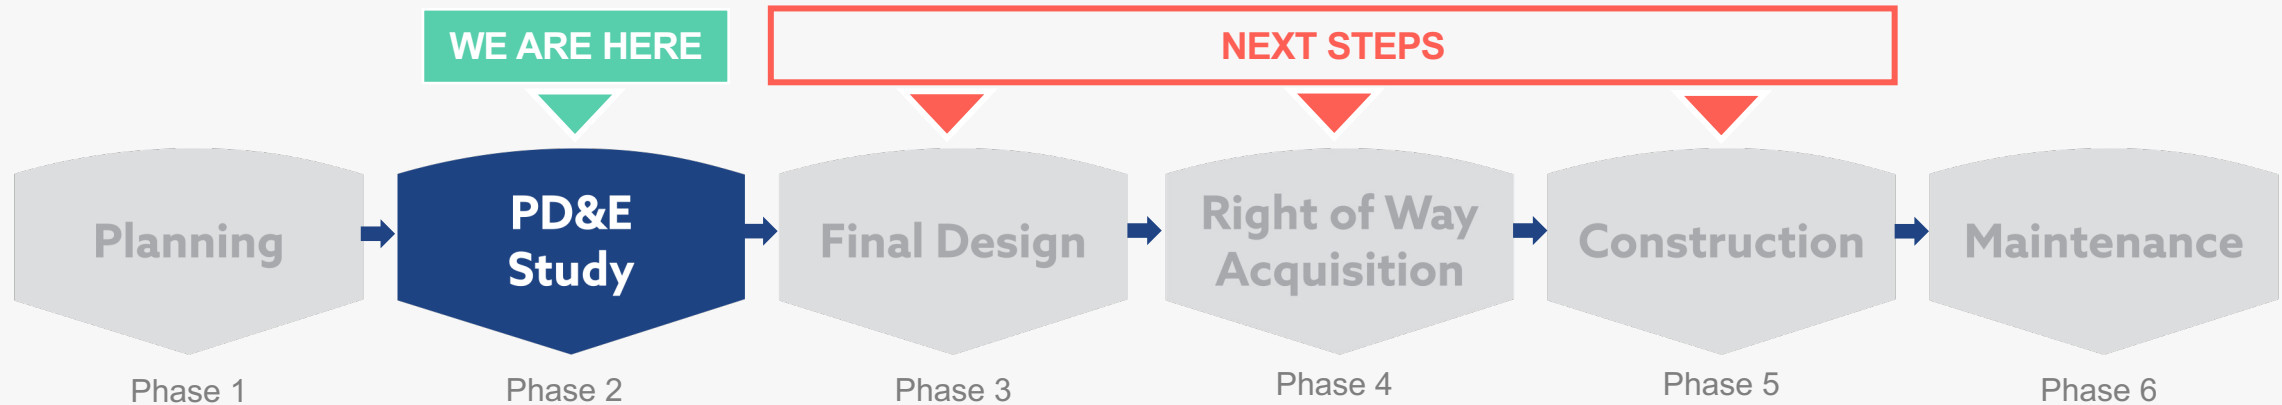 WE ARE HERE
NEXT STEPS
Planning
PD&E
Study
Final Design
Right of Way
Acquisition
Construction
Maintenance
Phase 1
Phase 2
Phase 3
Phase 4
Phase 5
Phase 6